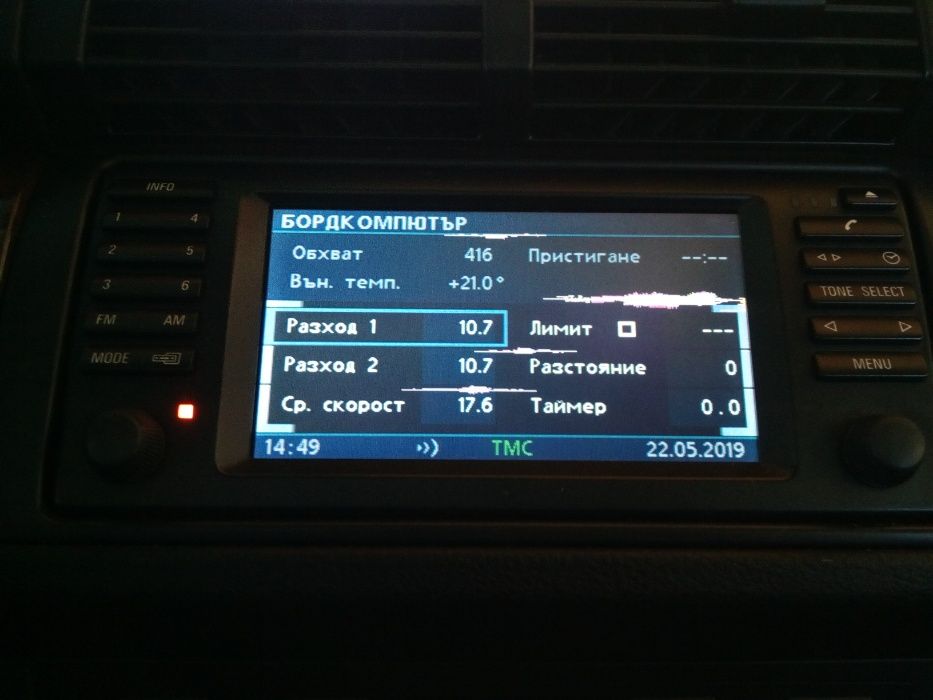 INFO
1 4
2 5
3 6
FM AM
MODE
БОРДКОМПЮТЪР
Обхват 416 Пристигане --:--
Вън. темп. +21.0°
Разход 1 10.7 Лимит ---
Разход 2 10.7 Разстояние 0
Ср. скорост 17.6 Таймер 0.0
14:49 TMC 22.05.2019
TONE SELECT
MENU